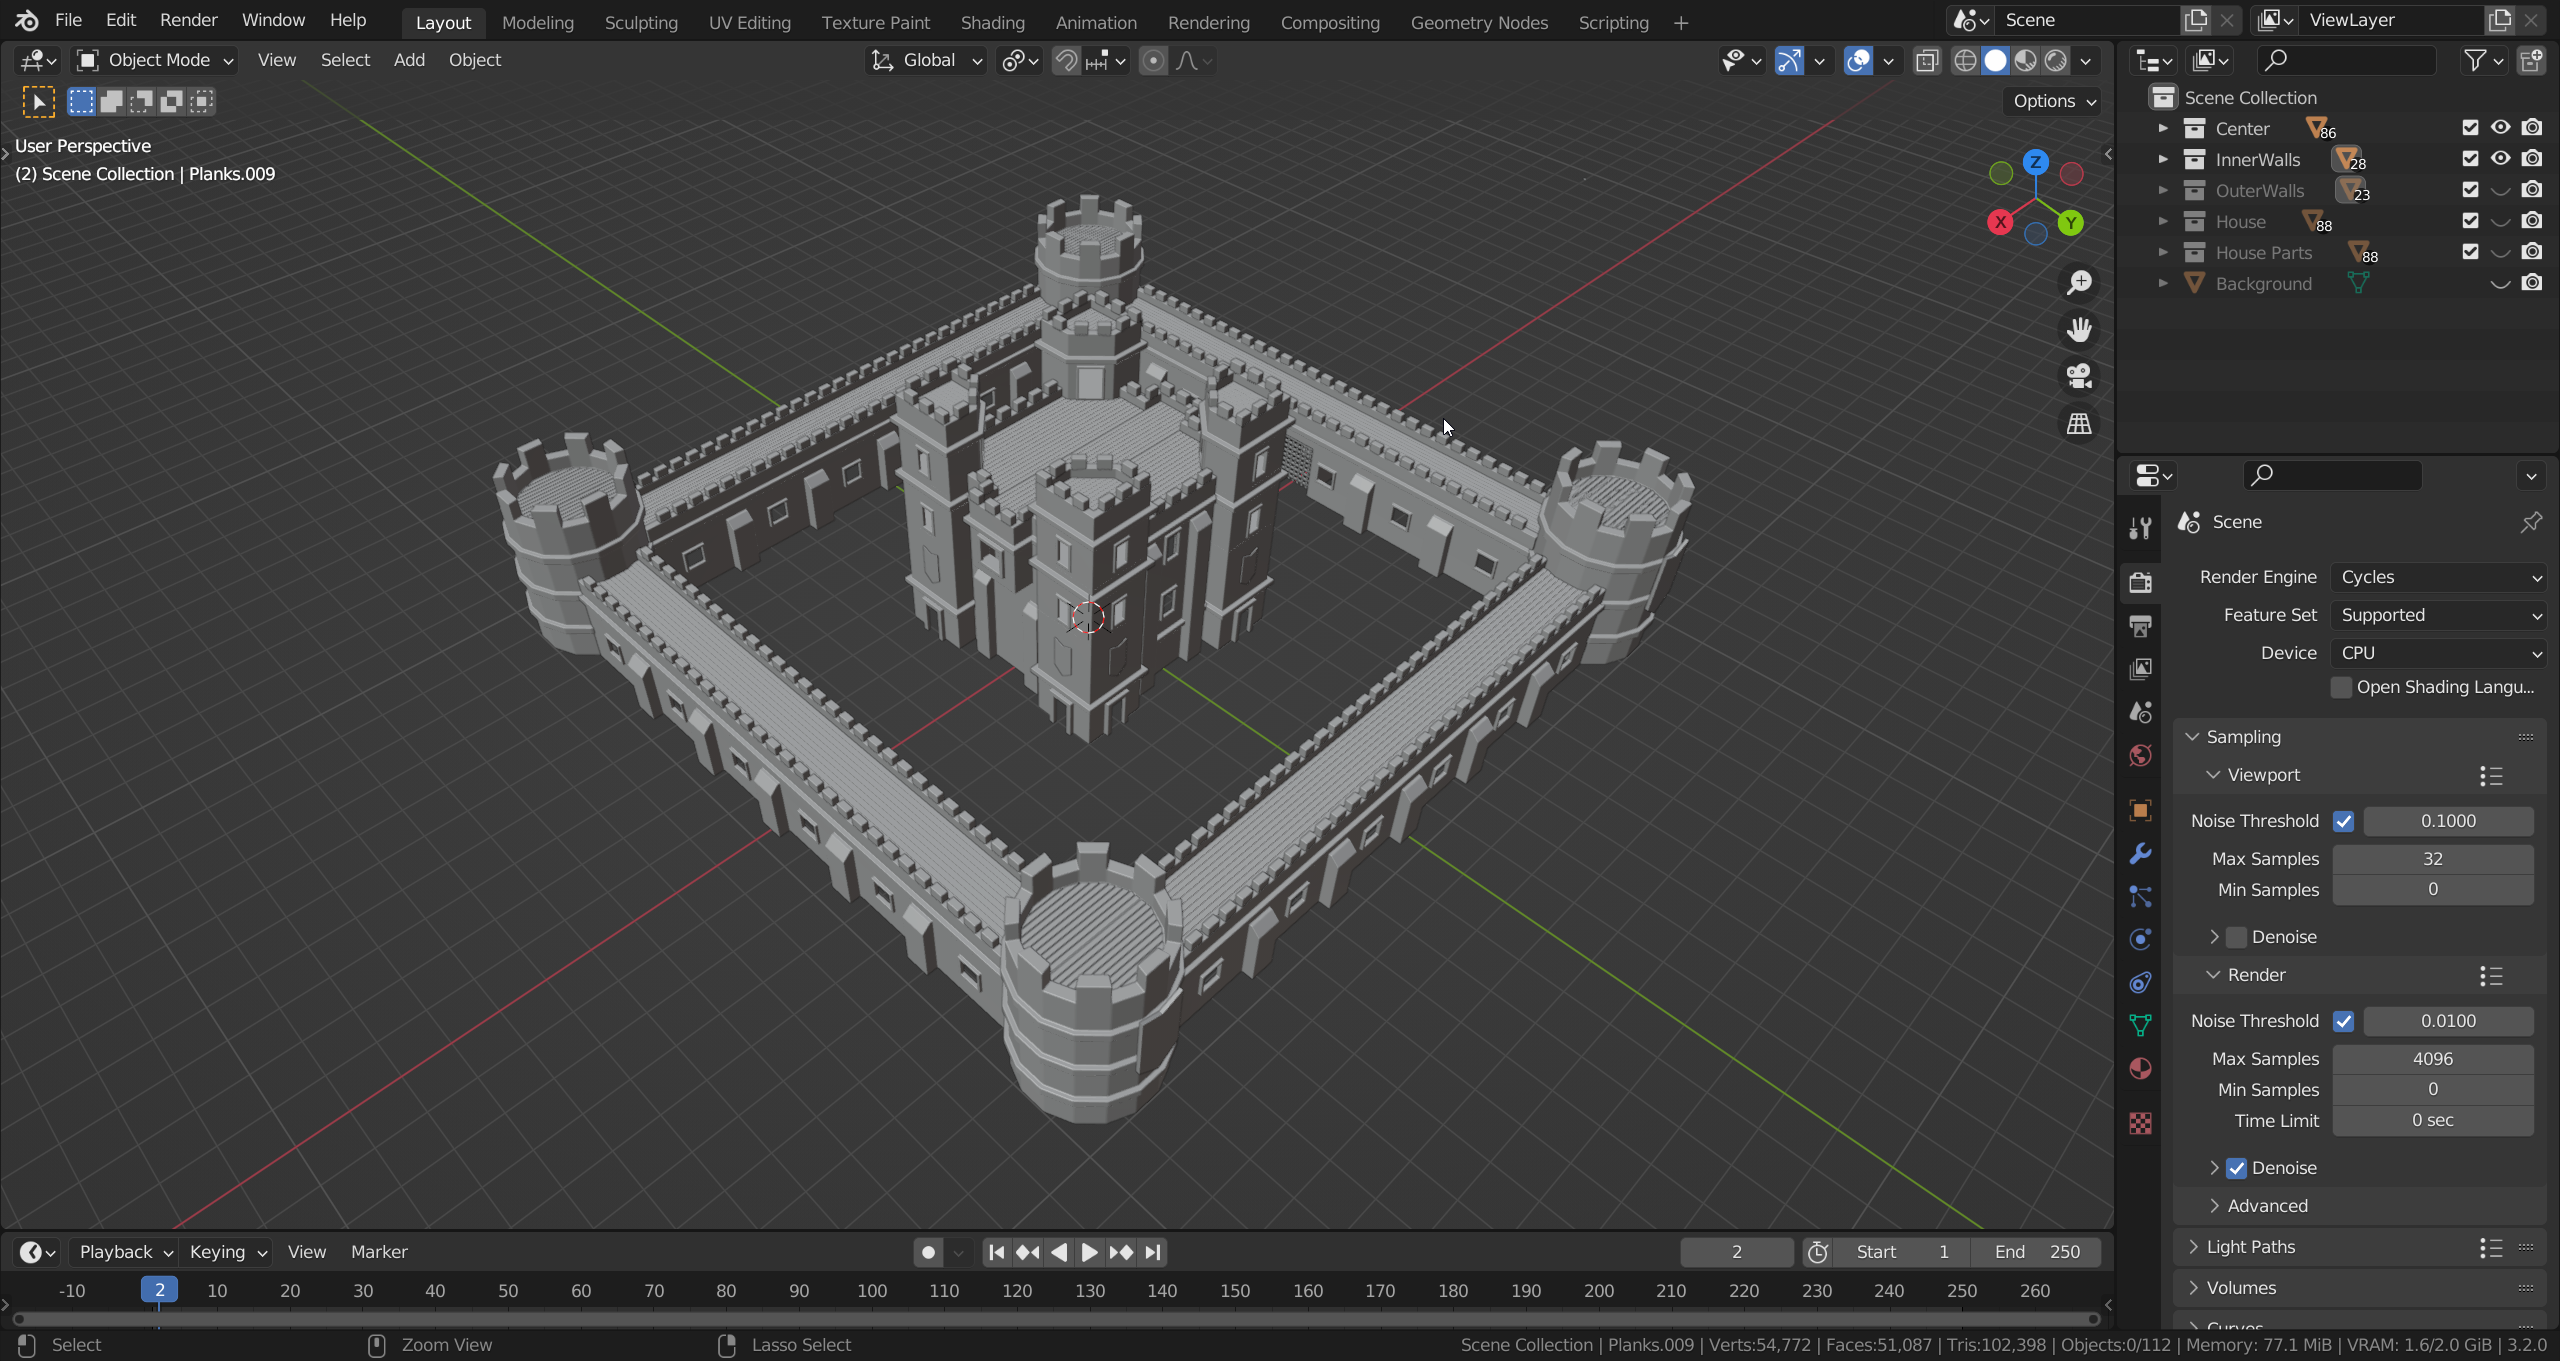 File Edit Render Window Help Layout Modeling Sculpting UV Editing Texture Paint Shading Animation Rendering Compositing Geometry Nodes Scripting + Scene ViewLayer
Object Mode View Select Add Object Global
Options
User Perspective
(2) Scene Collection | Planks.009
Z
X
Y
Scene Collection
Center 86
InnerWalls 28
OuterWalls 23
House 88
House Parts 88
Background
Scene
Render Engine Cycles
Feature Set Supported
Device CPU
Open Shading Langu...
Sampling
Viewport
Noise Threshold 0.1000
Max Samples 32
Min Samples 0
Denoise
Render
Noise Threshold 0.0100
Max Samples 4096
Min Samples 0
Time Limit 0 sec
Denoise
Advanced
Light Paths
Volumes
Playback Keying View Marker 2 Start 1 End 250
-10 2 10 20 30 40 50 60 70 80 90 100 110 120 130 140 150 160 170 180 190 200 210 220 230 240 250 260
Select Zoom View Lasso Select Scene Collection | Planks.009 | Verts:54,772 | Faces:51,087 | Tris:102,398 | Objects:0/112 | Memory: 77.1 MiB | VRAM: 1.6/2.0 GiB | 3.2.0